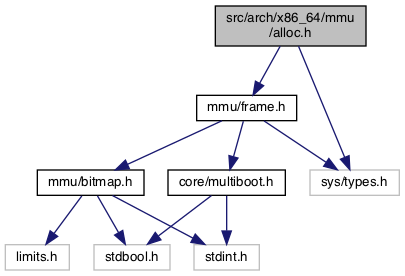 src/arch/x86_64/mmu
/alloc.h
mmu/frame.h
mmu/bitmap.h
core/multiboot.h
sys/types.h
limits.h
stdbool.h
stdint.h